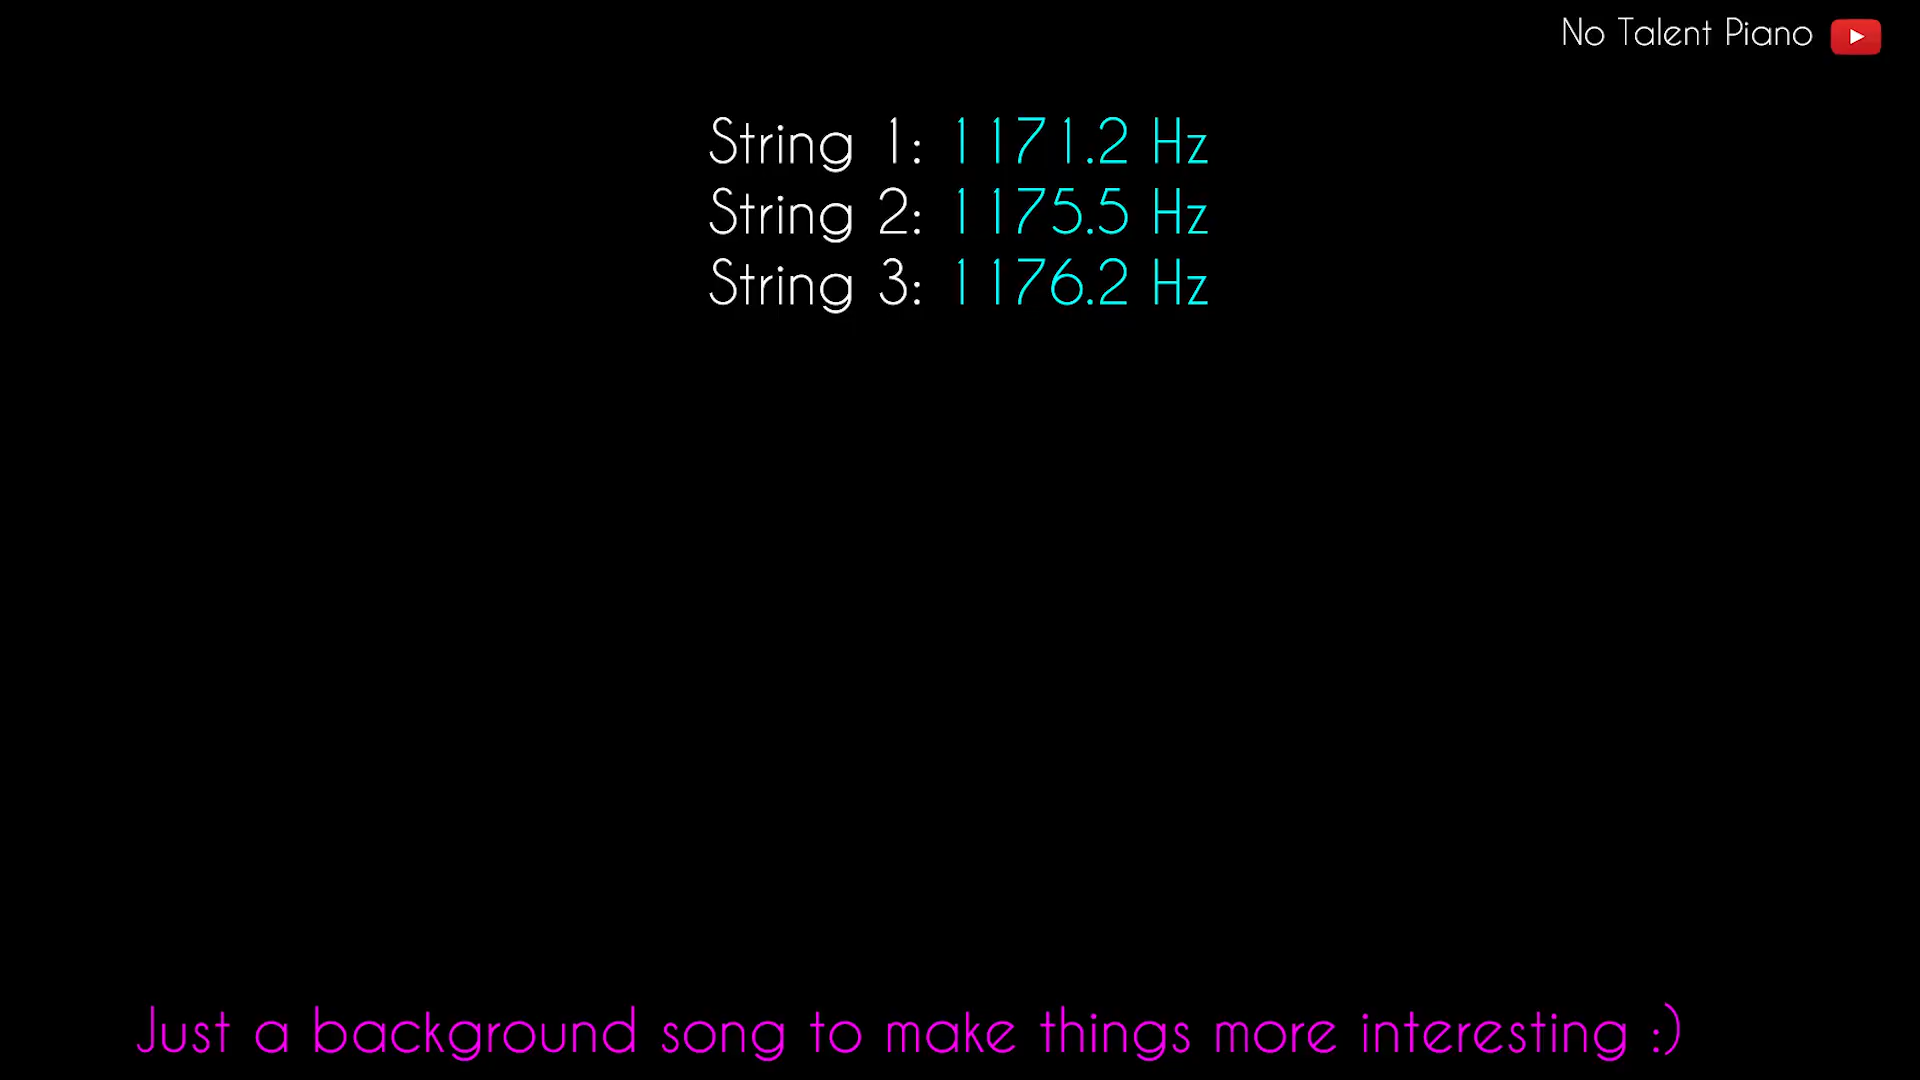 No Talent Piano
String 1: 1171.2 Hz
String 2: 1175.5 Hz
String 3: 1176.2 Hz
Just a background song to make things more interesting :)